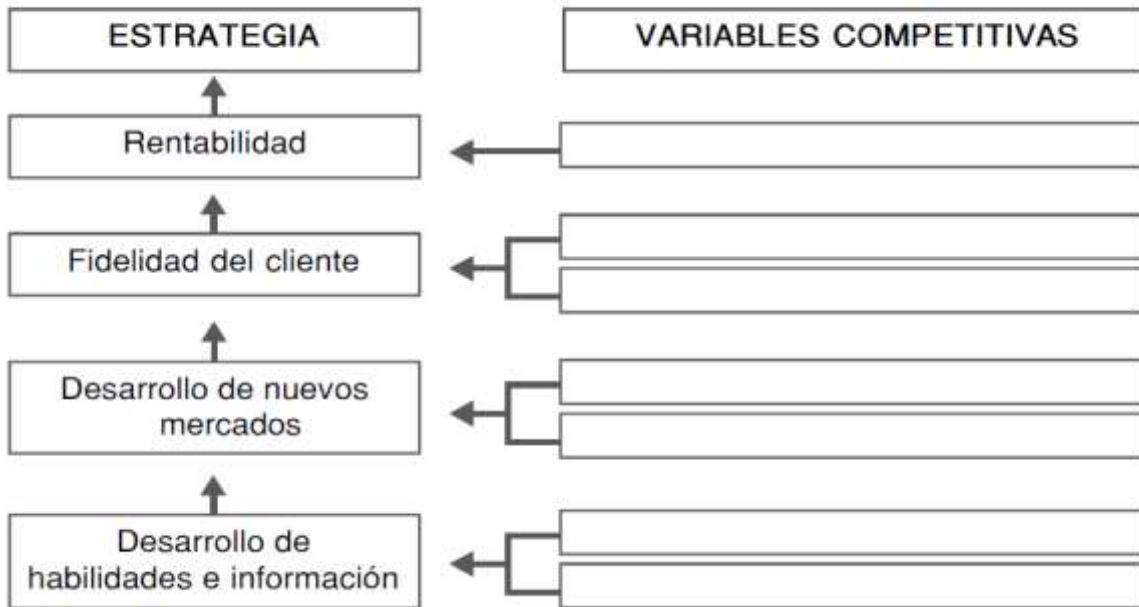 ESTRATEGIA
VARIABLES COMPETITIVAS
Rentabilidad
Fidelidad del cliente
Desarrollo de nuevos
mercados
Desarrollo de
habilidades e información